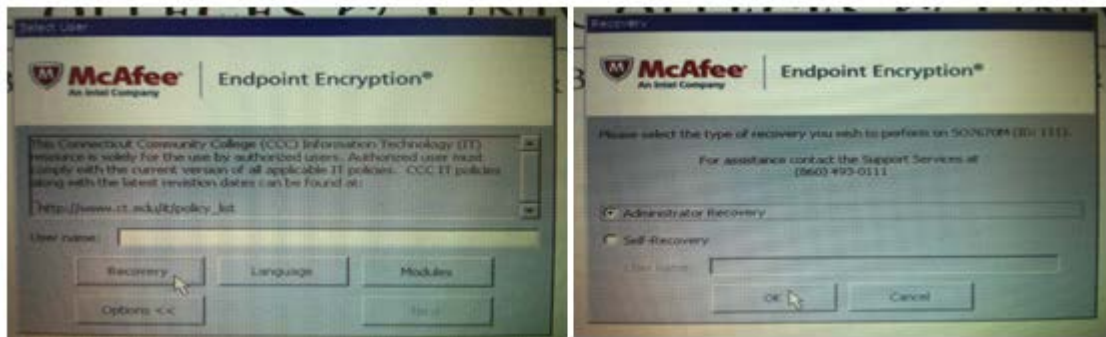 Select User
McAfee
An Intel Company
Endpoint Encryption®
This Connecticut Community College (CCC) Information Technology (IT)
resource is solely for the use by authorized users. Authorized user must
comply with the current version of all applicable IT policies. CCC IT policies
along with the latest revistion dates can be found at:
http://www.ct.edu/it/policy_list
User name:
Recovery
Language
Modules
Options <<
Next
Recovery
McAfee
An Intel Company
Endpoint Encryption®
Please select the type of recovery you wish to perform on
For assistance contact the Support Services at
(860) 493-0111
Administrator Recovery
Self-Recovery
User name:
OK
Cancel